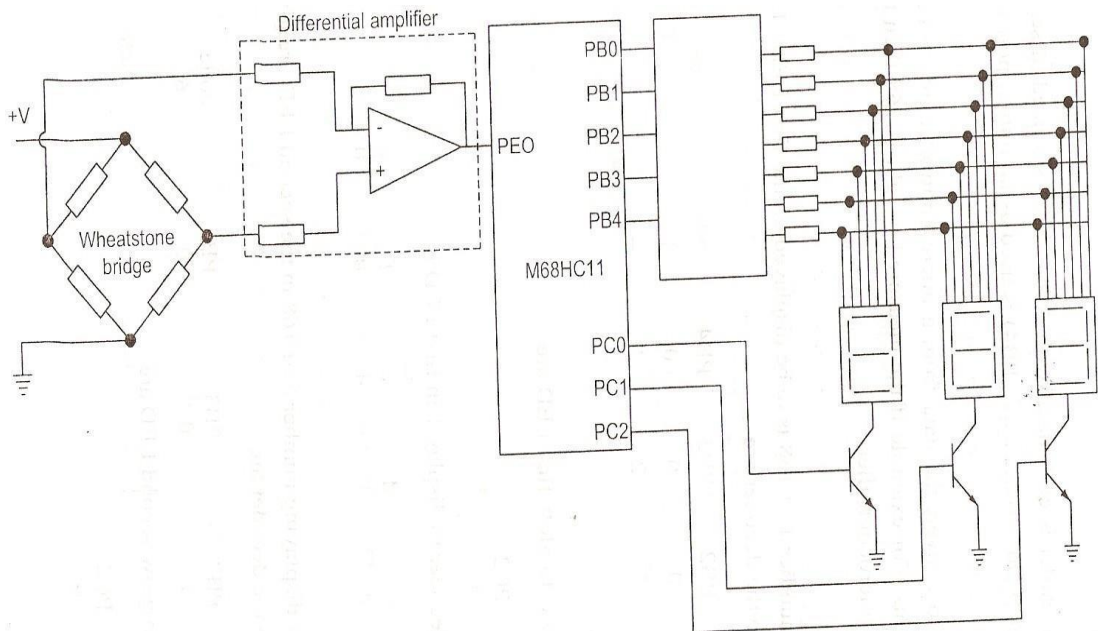 Differential amplifier
+V
Wheatstone
bridge
-
+
PEO
M68HC11
PB0
PB1
PB2
PB3
PB4
PC0
PC1
PC2